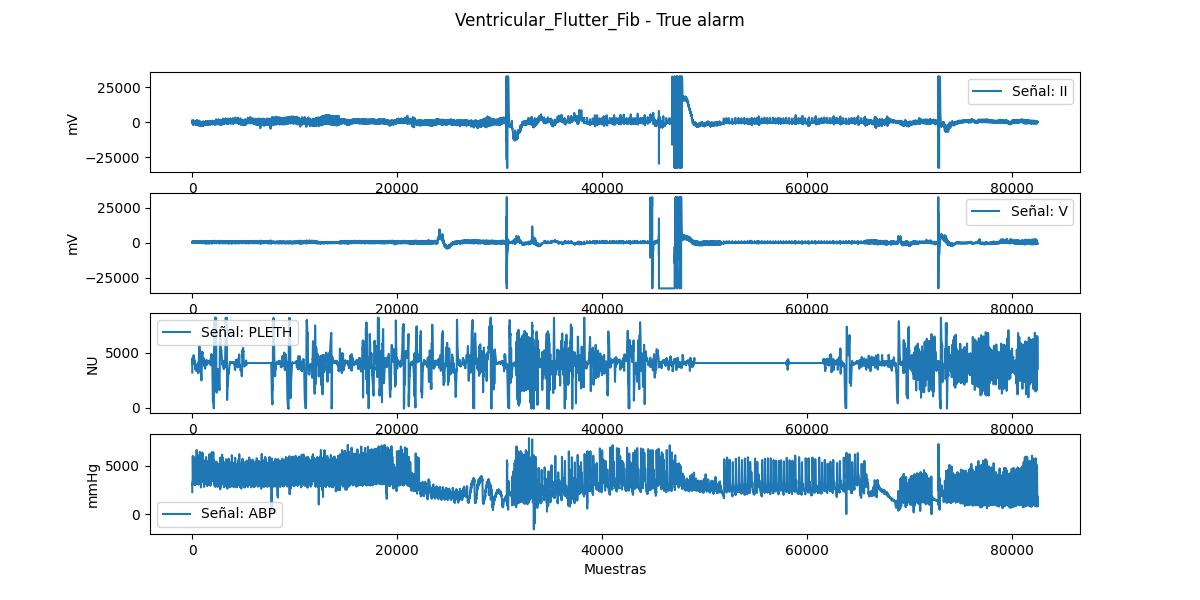 Ventricular_Flutter_Fib - True alarm
25000
0
−25000
mV
Señal: II
0 20000 40000 60000 80000
25000
0
−25000
mV
Señal: V
0 20000 40000 60000 80000
5000
0
NU
Señal: PLETH
0 20000 40000 60000 80000
5000
0
mmHg
Señal: ABP
0 20000 40000 60000 80000
Muestras